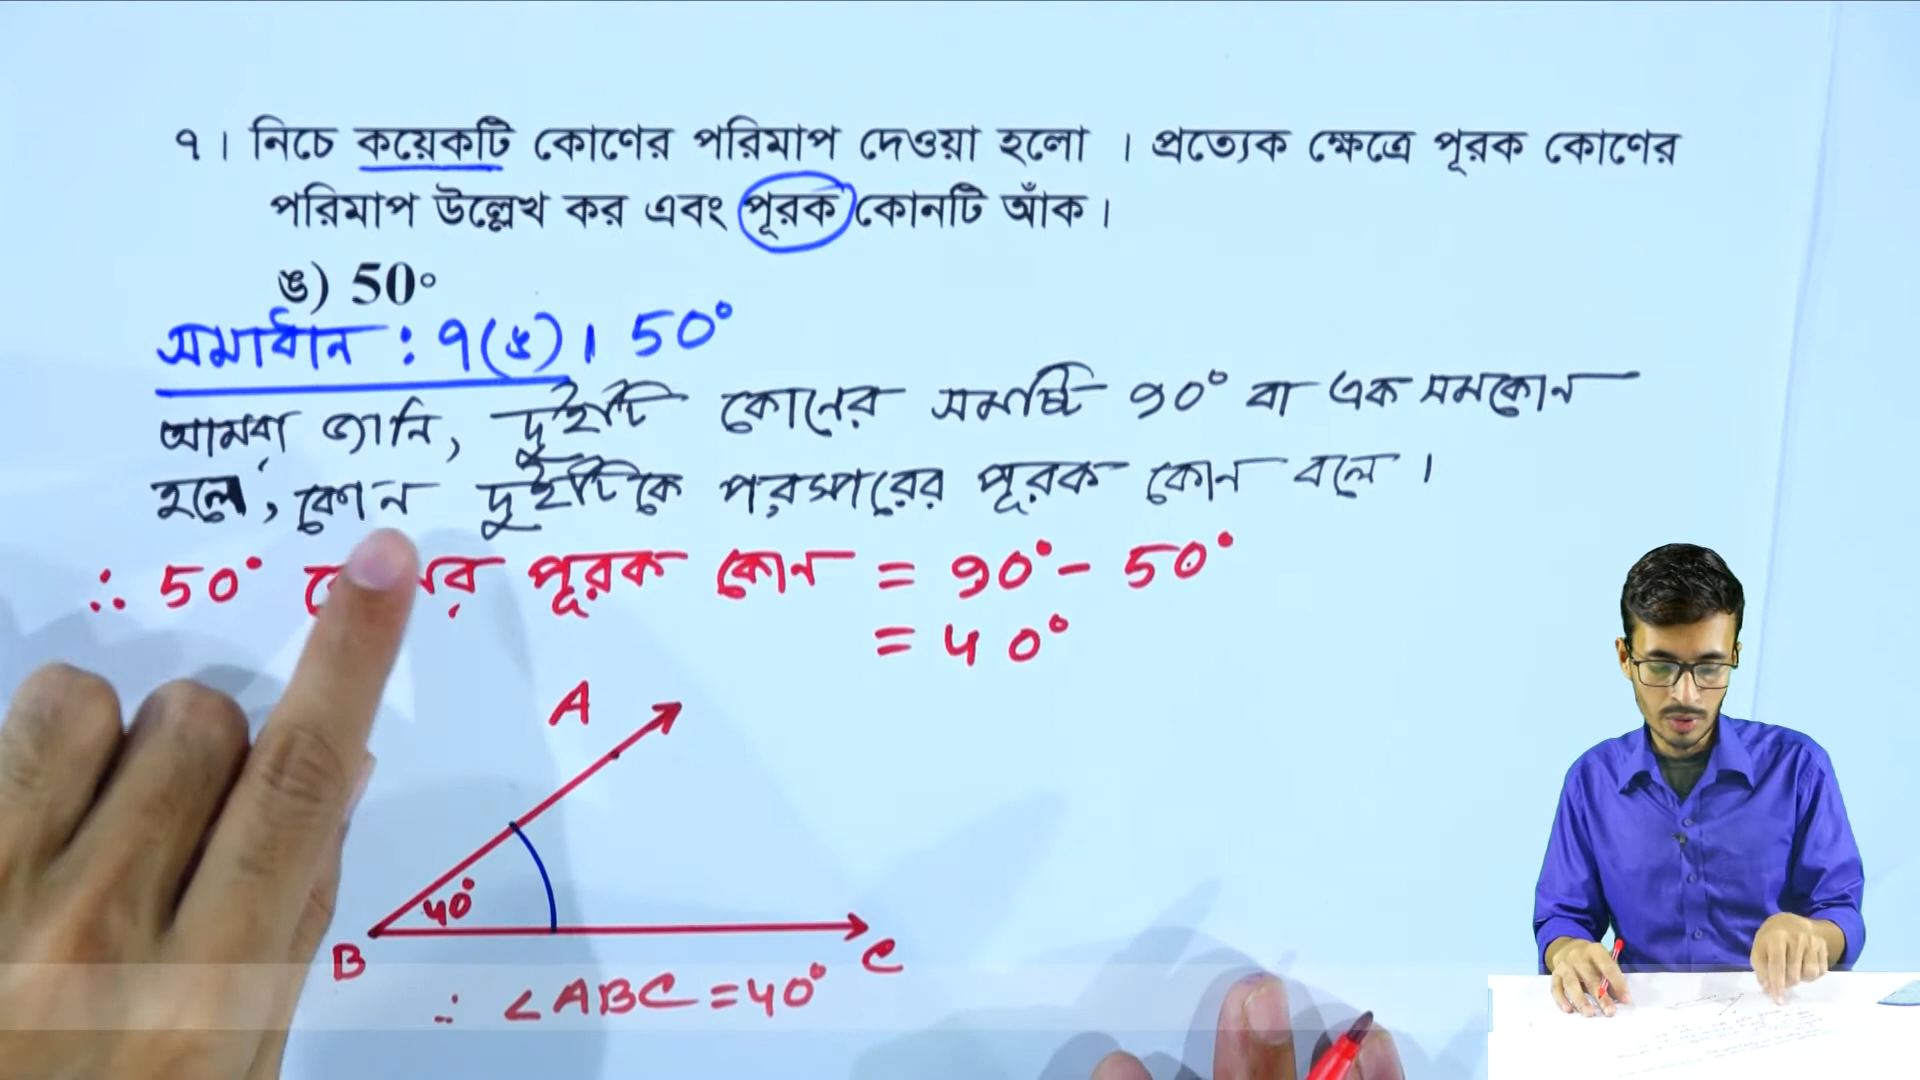 ৭। নিচে কয়েকটি কোণের পরিমাপ দেওয়া হলো । প্রত্যেক ক্ষেত্রে পূরক কোণের
পরিমাপ উল্লেখ কর এবং পূরক কোনটি আঁক।
ঙ) 50°
সমাধান : ৭(ঙ)। 50°
আমরা জানি, দুইটি কোনের সমষ্টি 90° বা এক সমকোন
হলে, কোন দুইটিকে পরস্পরের পূরক কোন বলে ।
∴ 50° পূরক কোন = 90° - 50°
= 40°
A
40°
B
C
∴ ∠ABC = 40°